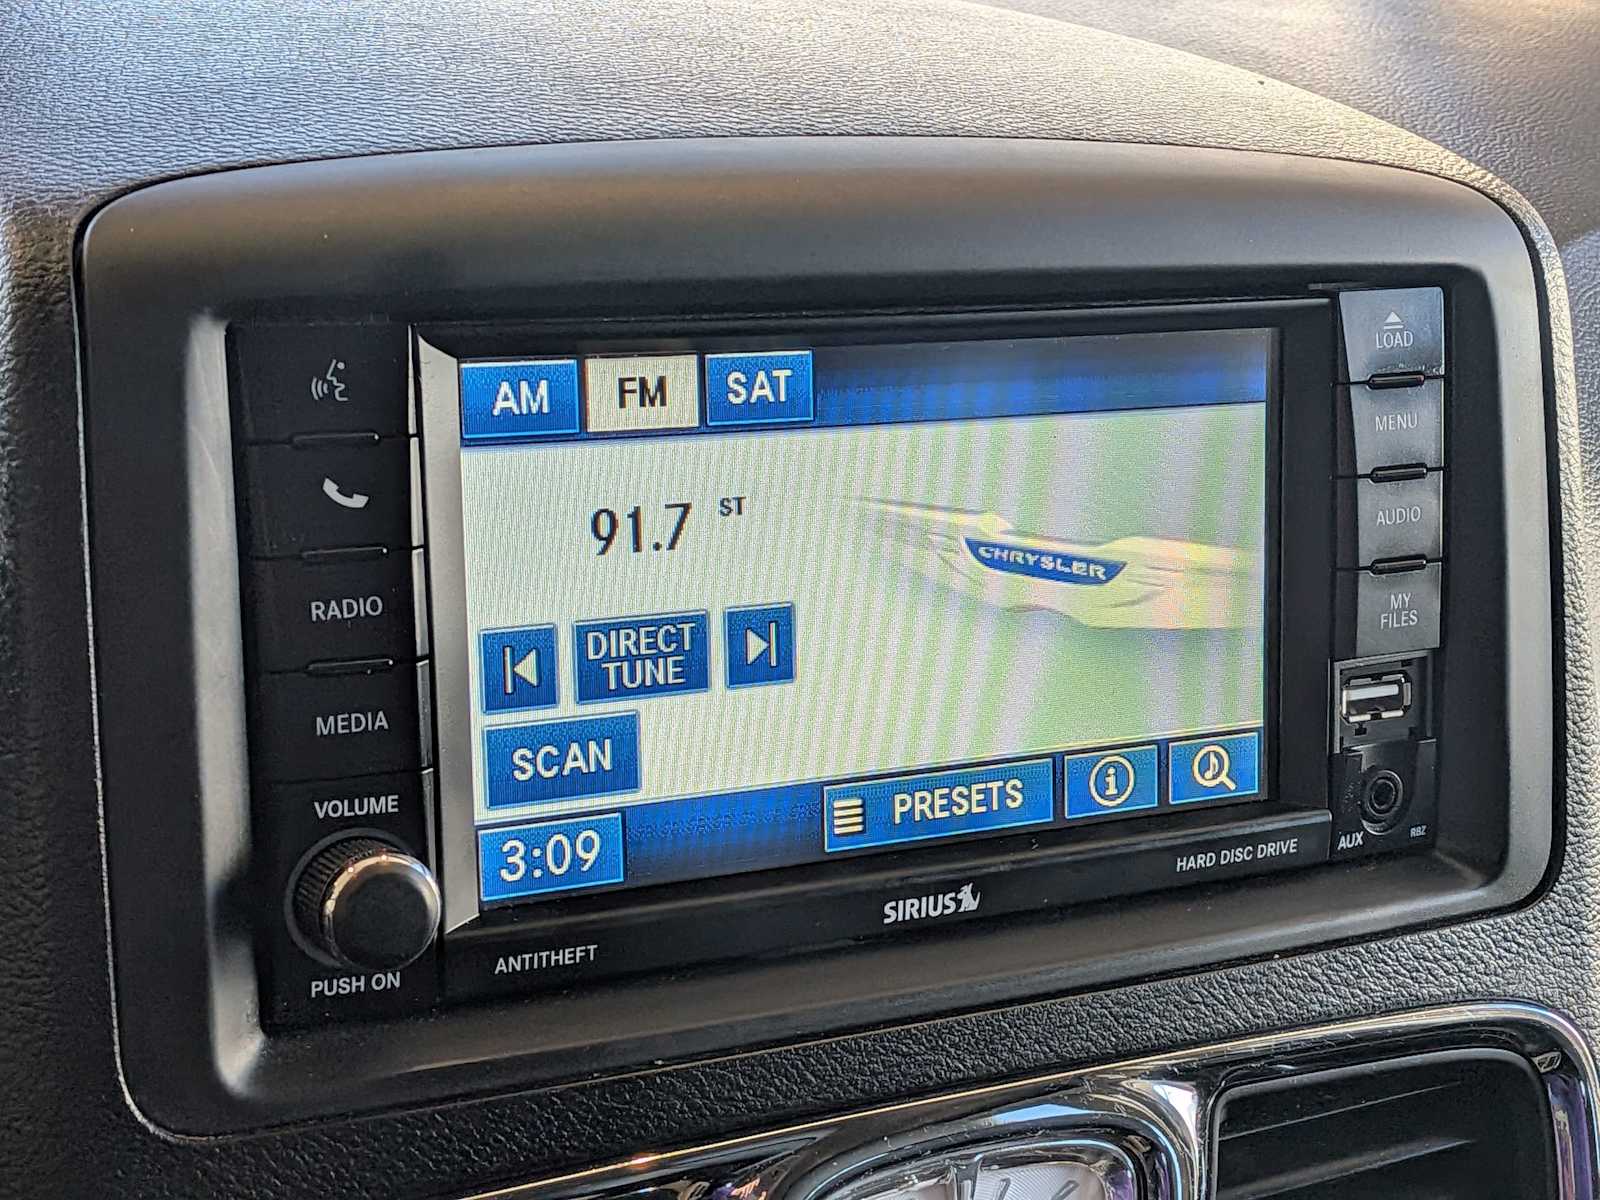 AM FM SAT
91.7 ST
CHRYSLER
DIRECT
TUNE
SCAN
3:09
PRESETS
i
RADIO
MEDIA
VOLUME
PUSH ON
LOAD
MENU
AUDIO
MY
FILES
AUX
RBZ
ANTITHEFT
SIRIUS
HARD DISC DRIVE